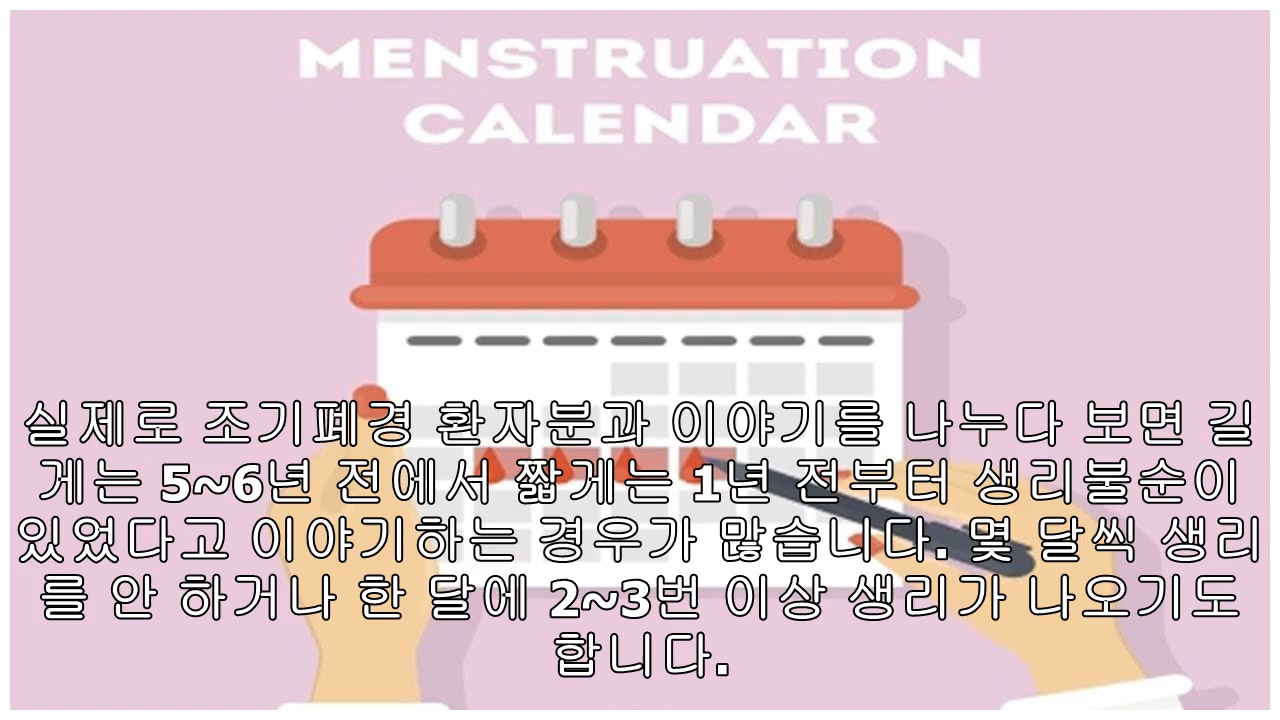 MENSTRUATION
CALENDAR
실제로 조기폐경 환자분과 이야기를 나누다 보면 길
게는 5~6년 전에서 짧게는 1년 전부터 생리불순이
있었다고 이야기하는 경우가 많습니다. 몇 달씩 생리
를 안 하거나 한 달에 2~3번 이상 생리가 나오기도
합니다.